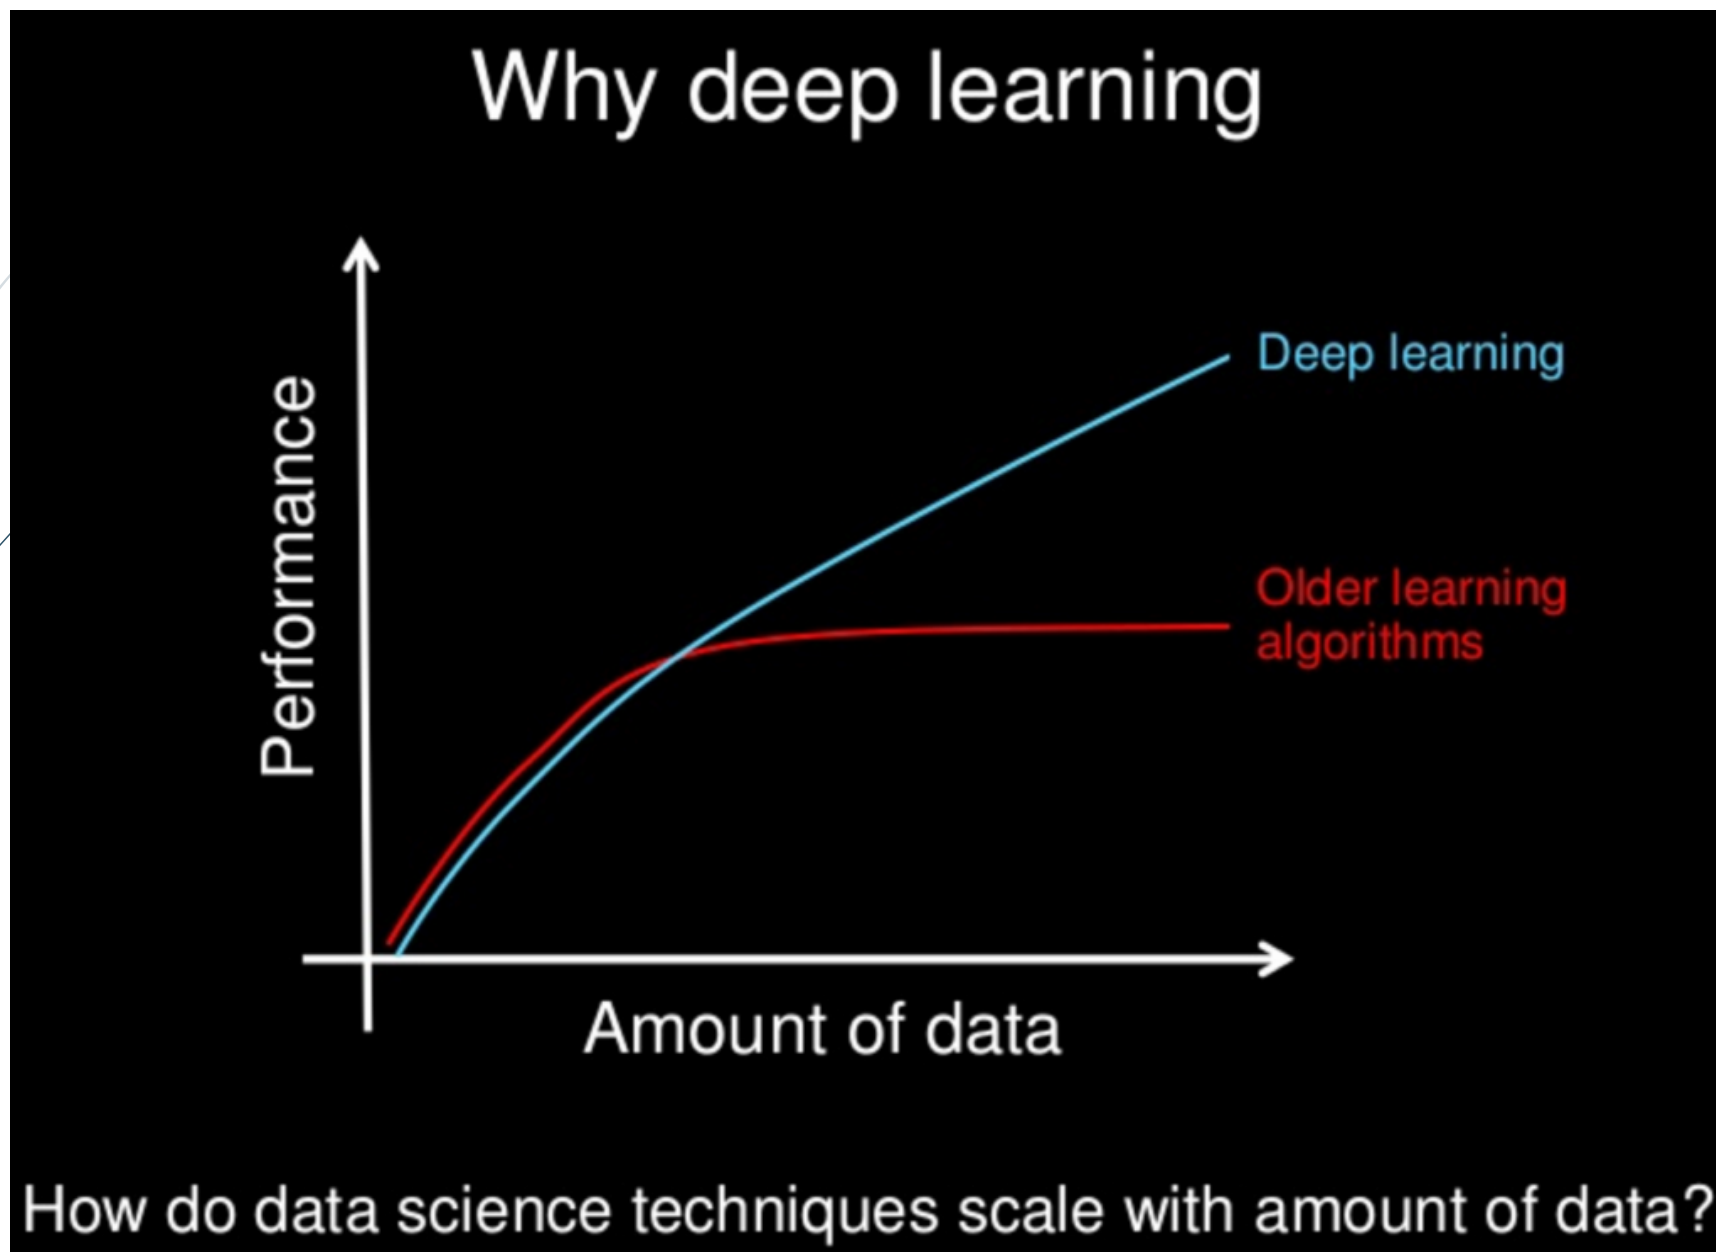 Why deep learning
Performance
Deep learning
Older learning
algorithms
Amount of data
How do data science techniques scale with amount of data?